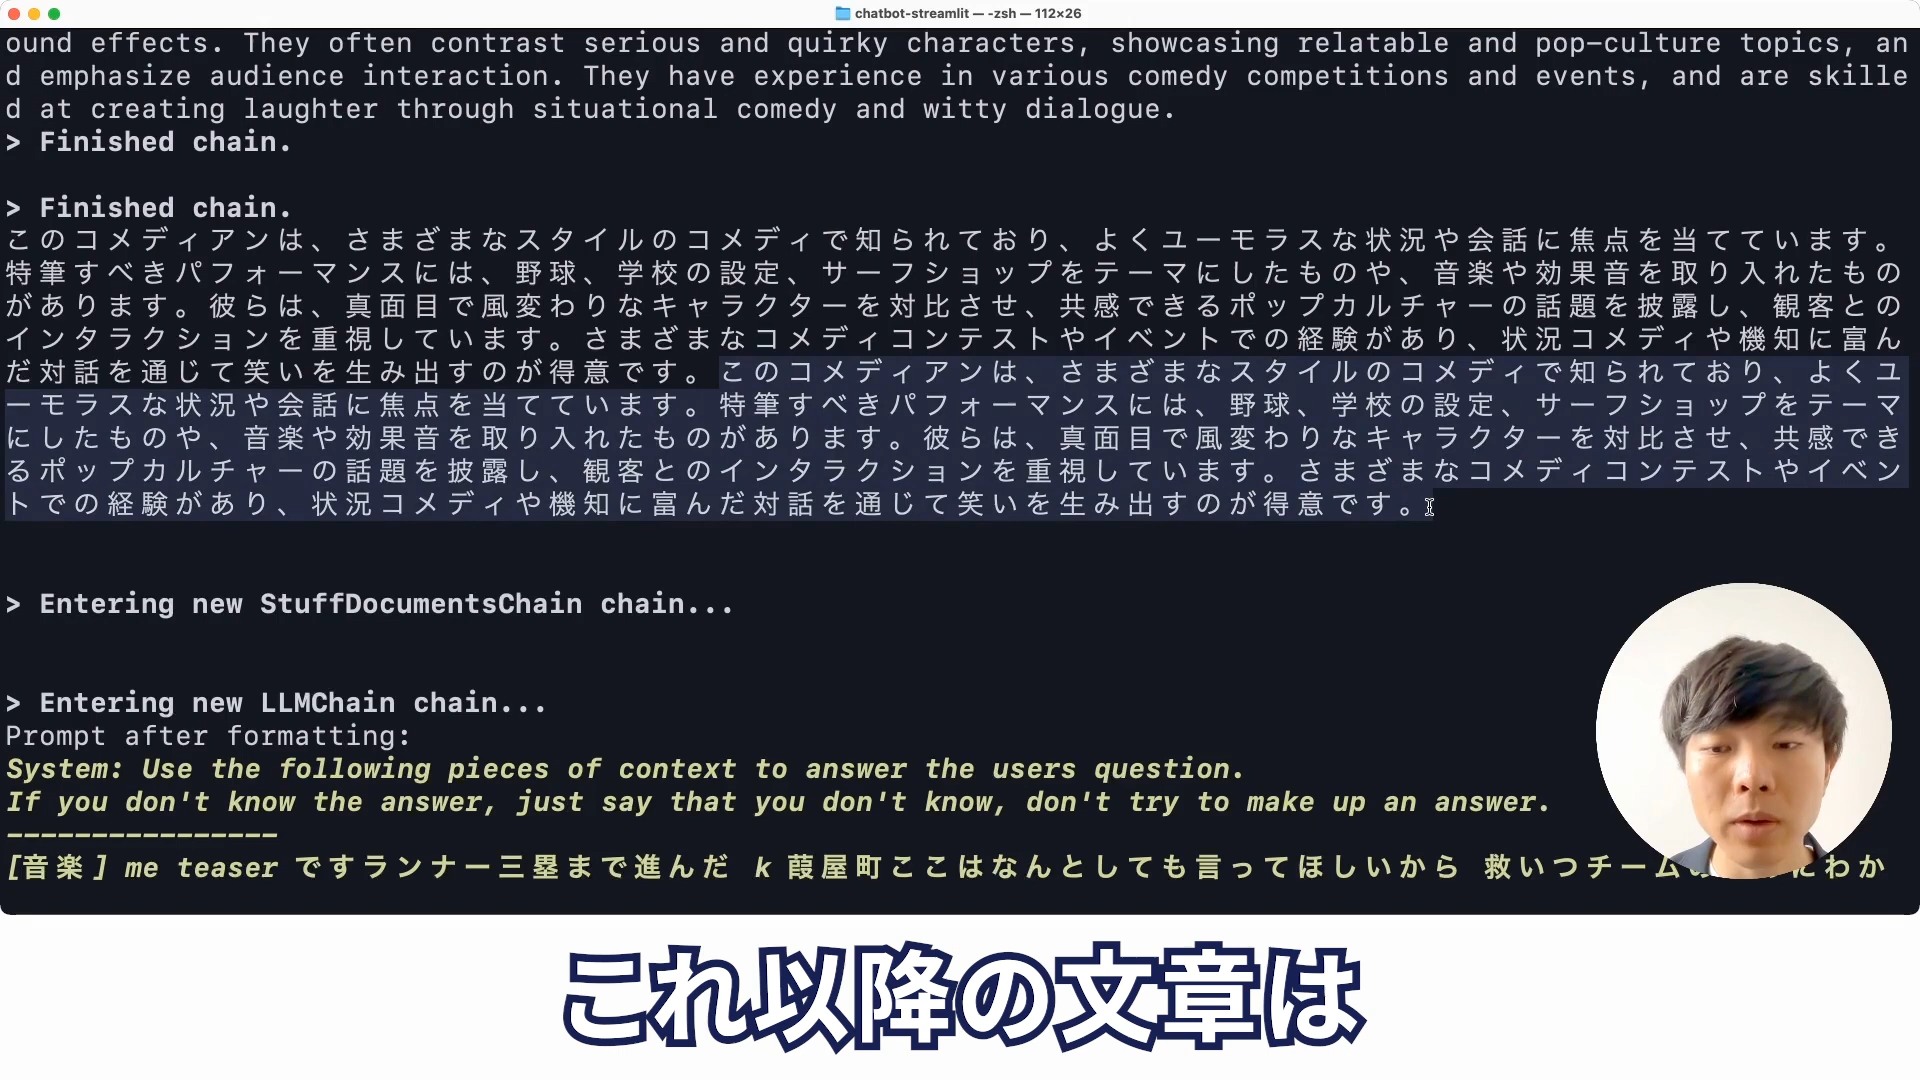 chatbot-streamlit — -zsh — 112×26
ound effects. They often contrast serious and quirky characters, showcasing relatable and pop-culture topics, an
d emphasize audience interaction. They have experience in various comedy competitions and events, and are skille
d at creating laughter through situational comedy and witty dialogue.
> Finished chain.
> Finished chain.
このコメディアンは、さまざまなスタイルのコメディで知られており、よくユーモラスな状況や会話に焦点を当てています。
特筆すべきパフォーマンスには、野球、学校の設定、サーフショップをテーマにしたものや、音楽や効果音を取り入れたもの
があります。彼らは、真面目で風変わりなキャラクターを対比させ、共感できるポップカルチャーの話題を披露し、観客との
インタラクションを重視しています。さまざまなコメディコンテストやイベントでの経験があり、状況コメディや機知に富ん
だ対話を通じて笑いを生み出すのが得意です。このコメディアンは、さまざまなスタイルのコメディで知られており、よくユ
ーモラスな状況や会話に焦点を当てています。特筆すべきパフォーマンスには、野球、学校の設定、サーフショップをテーマ
にしたものや、音楽や効果音を取り入れたものがあります。彼らは、真面目で風変わりなキャラクターを対比させ、共感でき
るポップカルチャーの話題を披露し、観客とのインタラクションを重視しています。さまざまなコメディコンテストやイベン
トでの経験があり、状況コメディや機知に富んだ対話を通じて笑いを生み出すのが得意です。
> Entering new StuffDocumentsChain chain...
> Entering new LLMChain chain...
Prompt after formatting:
System: Use the following pieces of context to answer the users question.
If you don't know the answer, just say that you don't know, don't try to make up an answer.
----------------
[音楽] me teaser ですランナー三塁まで進んだ k 葭屋町ここはなんとしても言ってほしいから 救いつチーム わか
これ以降の文章は